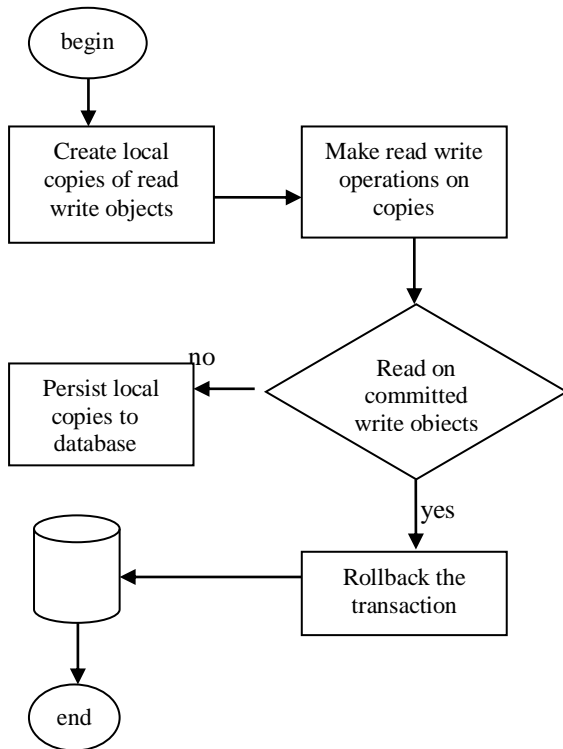 begin
Create local
copies of read
write objects
Make read write
operations on
copies
Read on
committed
write objects
no
Persist local
copies to
database
yes
Rollback the
transaction
end